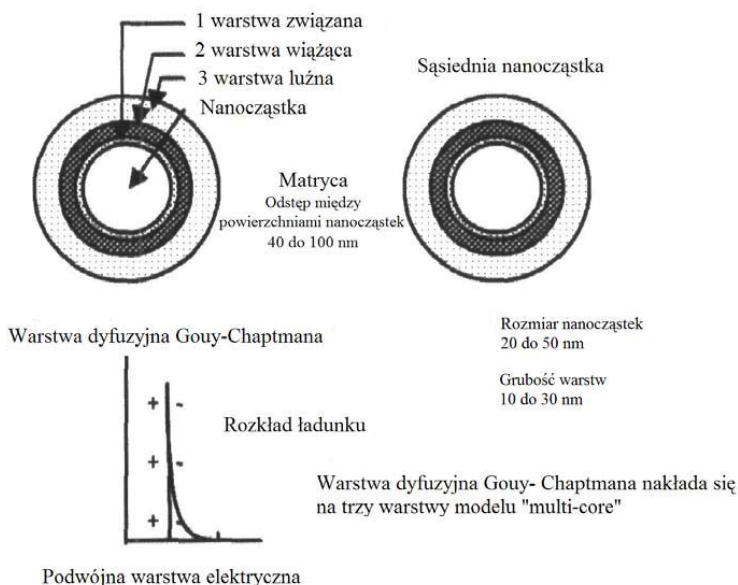 1 warstwa związana
2 warstwa wiążąca
3 warstwa luźna
Nanocząstka
Sąsiednia nanocząstka
Matryca
Odstęp między
powierzchniami nanocząstek
40 do 100 nm
Rozmiar nanocząstek
20 do 50 nm
Grubość warstw
10 do 30 nm
Warstwa dyfuzyjna Gouy-Chaptmana
+ -
Rozkład ładunku
+ -
+ -
Warstwa dyfuzyjna Gouy- Chaptmana nakłada się
na trzy warstwy modelu "multi-core"
Podwójna warstwa elektryczna